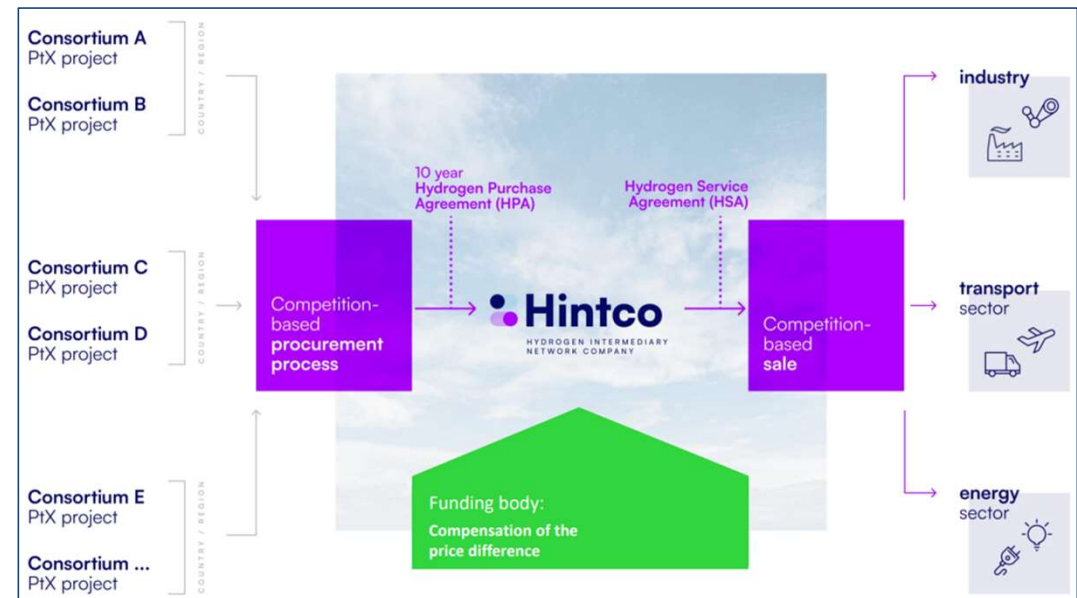 Consortium A
PtX project
Consortium B
PtX project
COUNTRY / REGION
Consortium C
PtX project
Consortium D
PtX project
COUNTRY / REGION
Consortium E
PtX project
Consortium ...
PtX project
COUNTRY / REGION
Competition-
based
procurement
process
10 year
Hydrogen Purchase
Agreement (HPA)
Hintco
HYDROGEN INTERMEDIARY
NETWORK COMPANY
Hydrogen Service
Agreement (HSA)
Competition-
based
sale
Funding body:
Compensation of the
price difference
industry
transport
sector
energy
sector